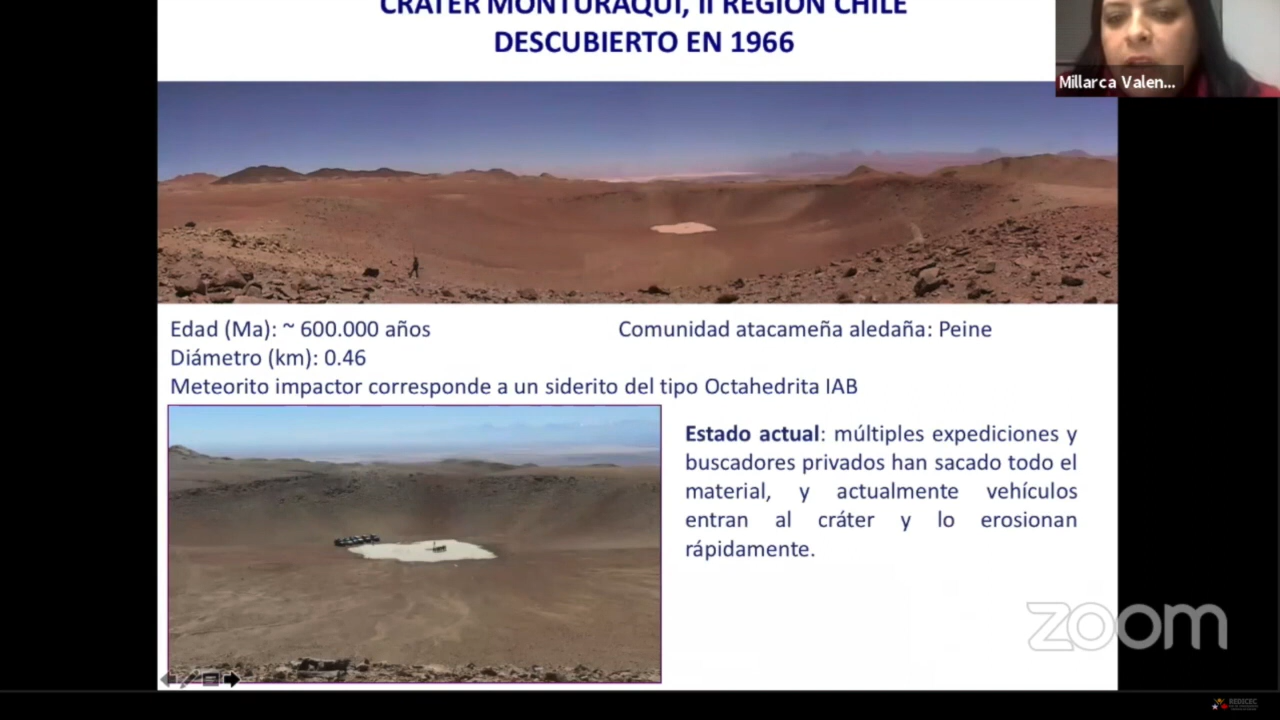 CRÁTER MONTURAQUI, II REGIÓN CHILE
DESCUBIERTO EN 1966
Millarca Valen...
Edad (Ma): ~ 600.000 años
Comunidad atacameña aledaña: Peine
Diámetro (km): 0.46
Meteorito impactor corresponde a un siderito del tipo Octahedrita IAB
Estado actual: múltiples expediciones y
buscadores privados han sacado todo el
material, y actualmente vehículos
entran al cráter y lo erosionan
rápidamente.
zoom
REDICEC